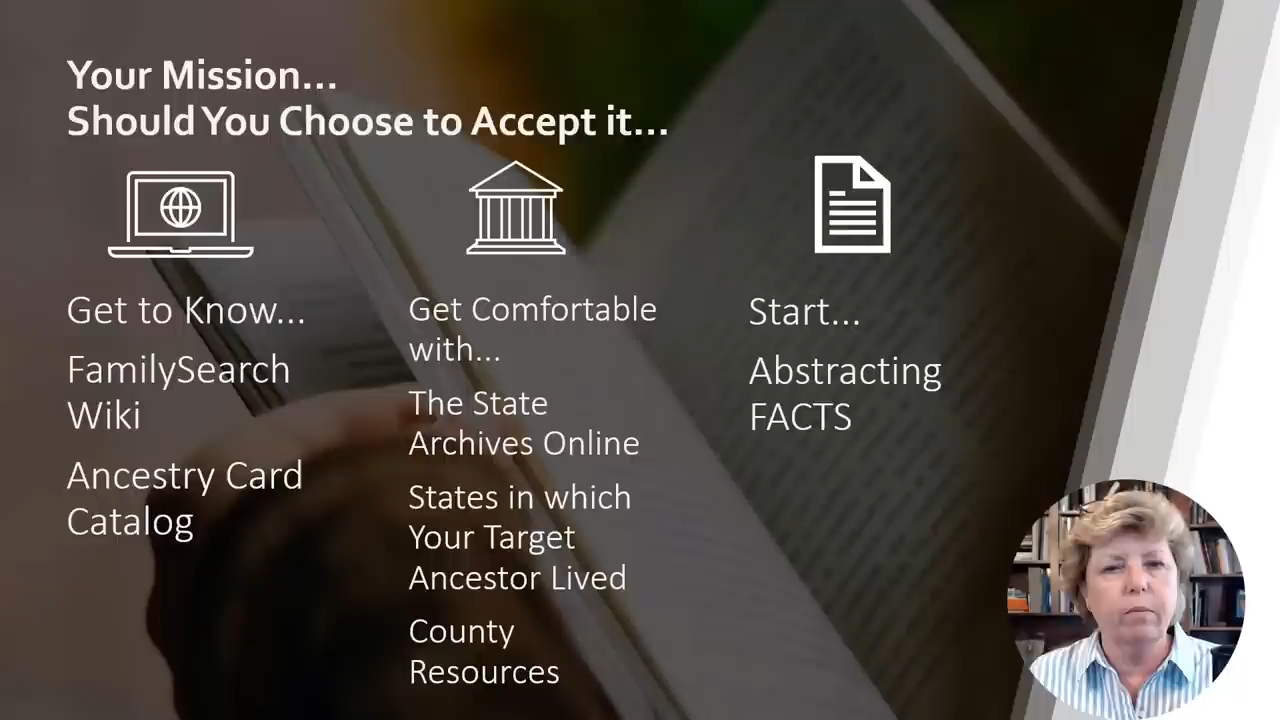 Your Mission...
Should You Choose to Accept it...
Get to Know...
FamilySearch
Wiki
Ancestry Card
Catalog
Get Comfortable
with...
The State
Archives Online
States in which
Your Target
Ancestor Lived
County
Resources
Start...
Abstracting
FACTS